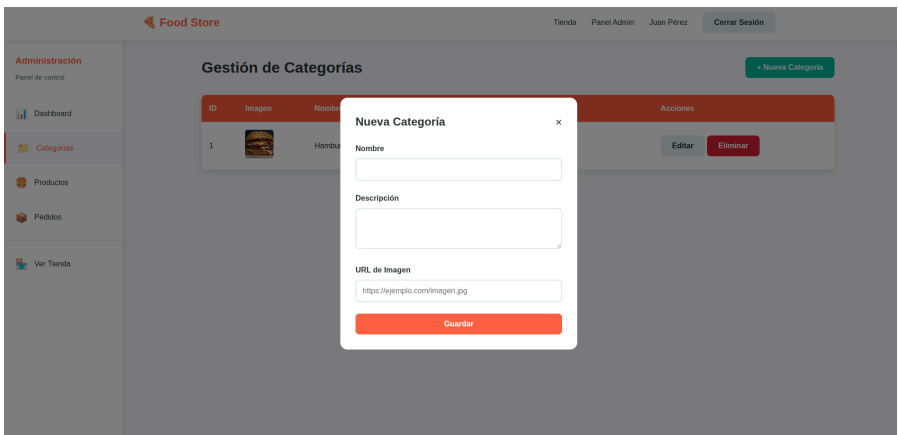 Food Store
Tienda Panel Admin Juan Pérez Cerrar Sesión
Administración
Panel de control
Dashboard
Categorías
Productos
Pedidos
Ver Tienda
Gestión de Categorías
+ Nueva Categoría
ID Imagen Nombre Acciones
1 Editar Eliminar
Nueva Categoría ×
Nombre
Descripción
URL de Imagen
https://ejemplo.com/imagen.jpg
Guardar